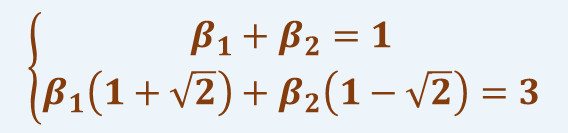 β₁ + β₂ = 1
β₁(1 + √2) + β₂(1 − √2) = 3